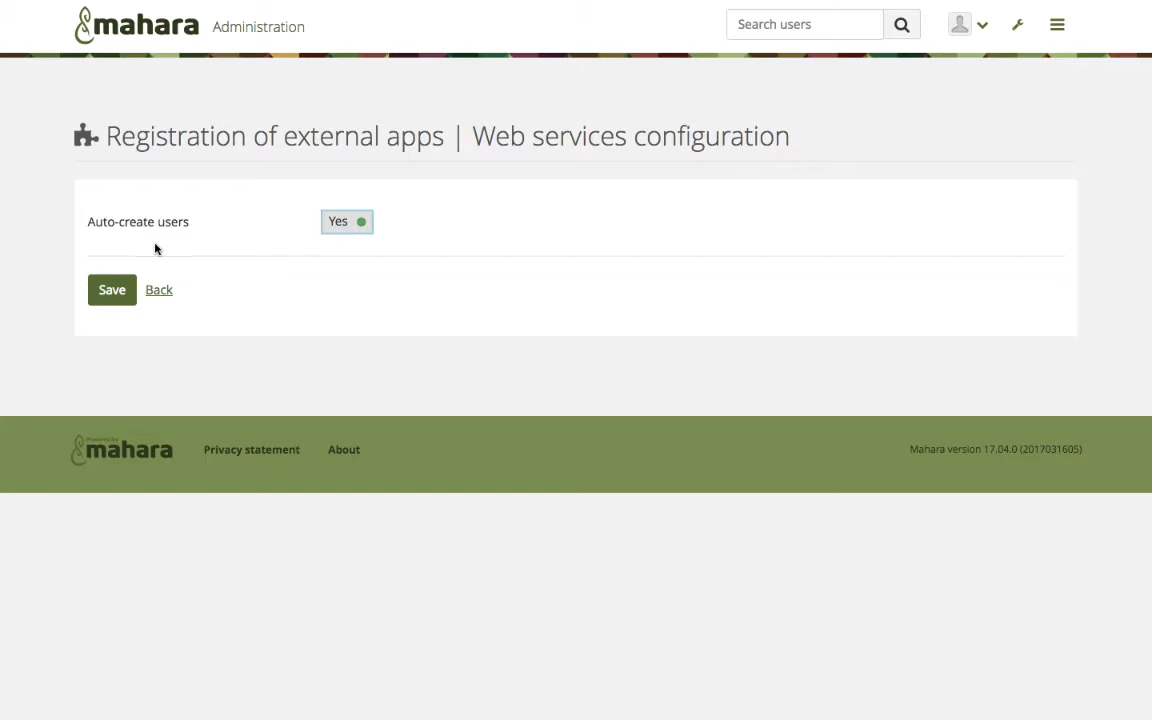 mahara Administration Search users
Registration of external apps | Web services configuration
Auto-create users Yes
Save Back
mahara Privacy statement About Mahara version 17.04.0 (2017031605)